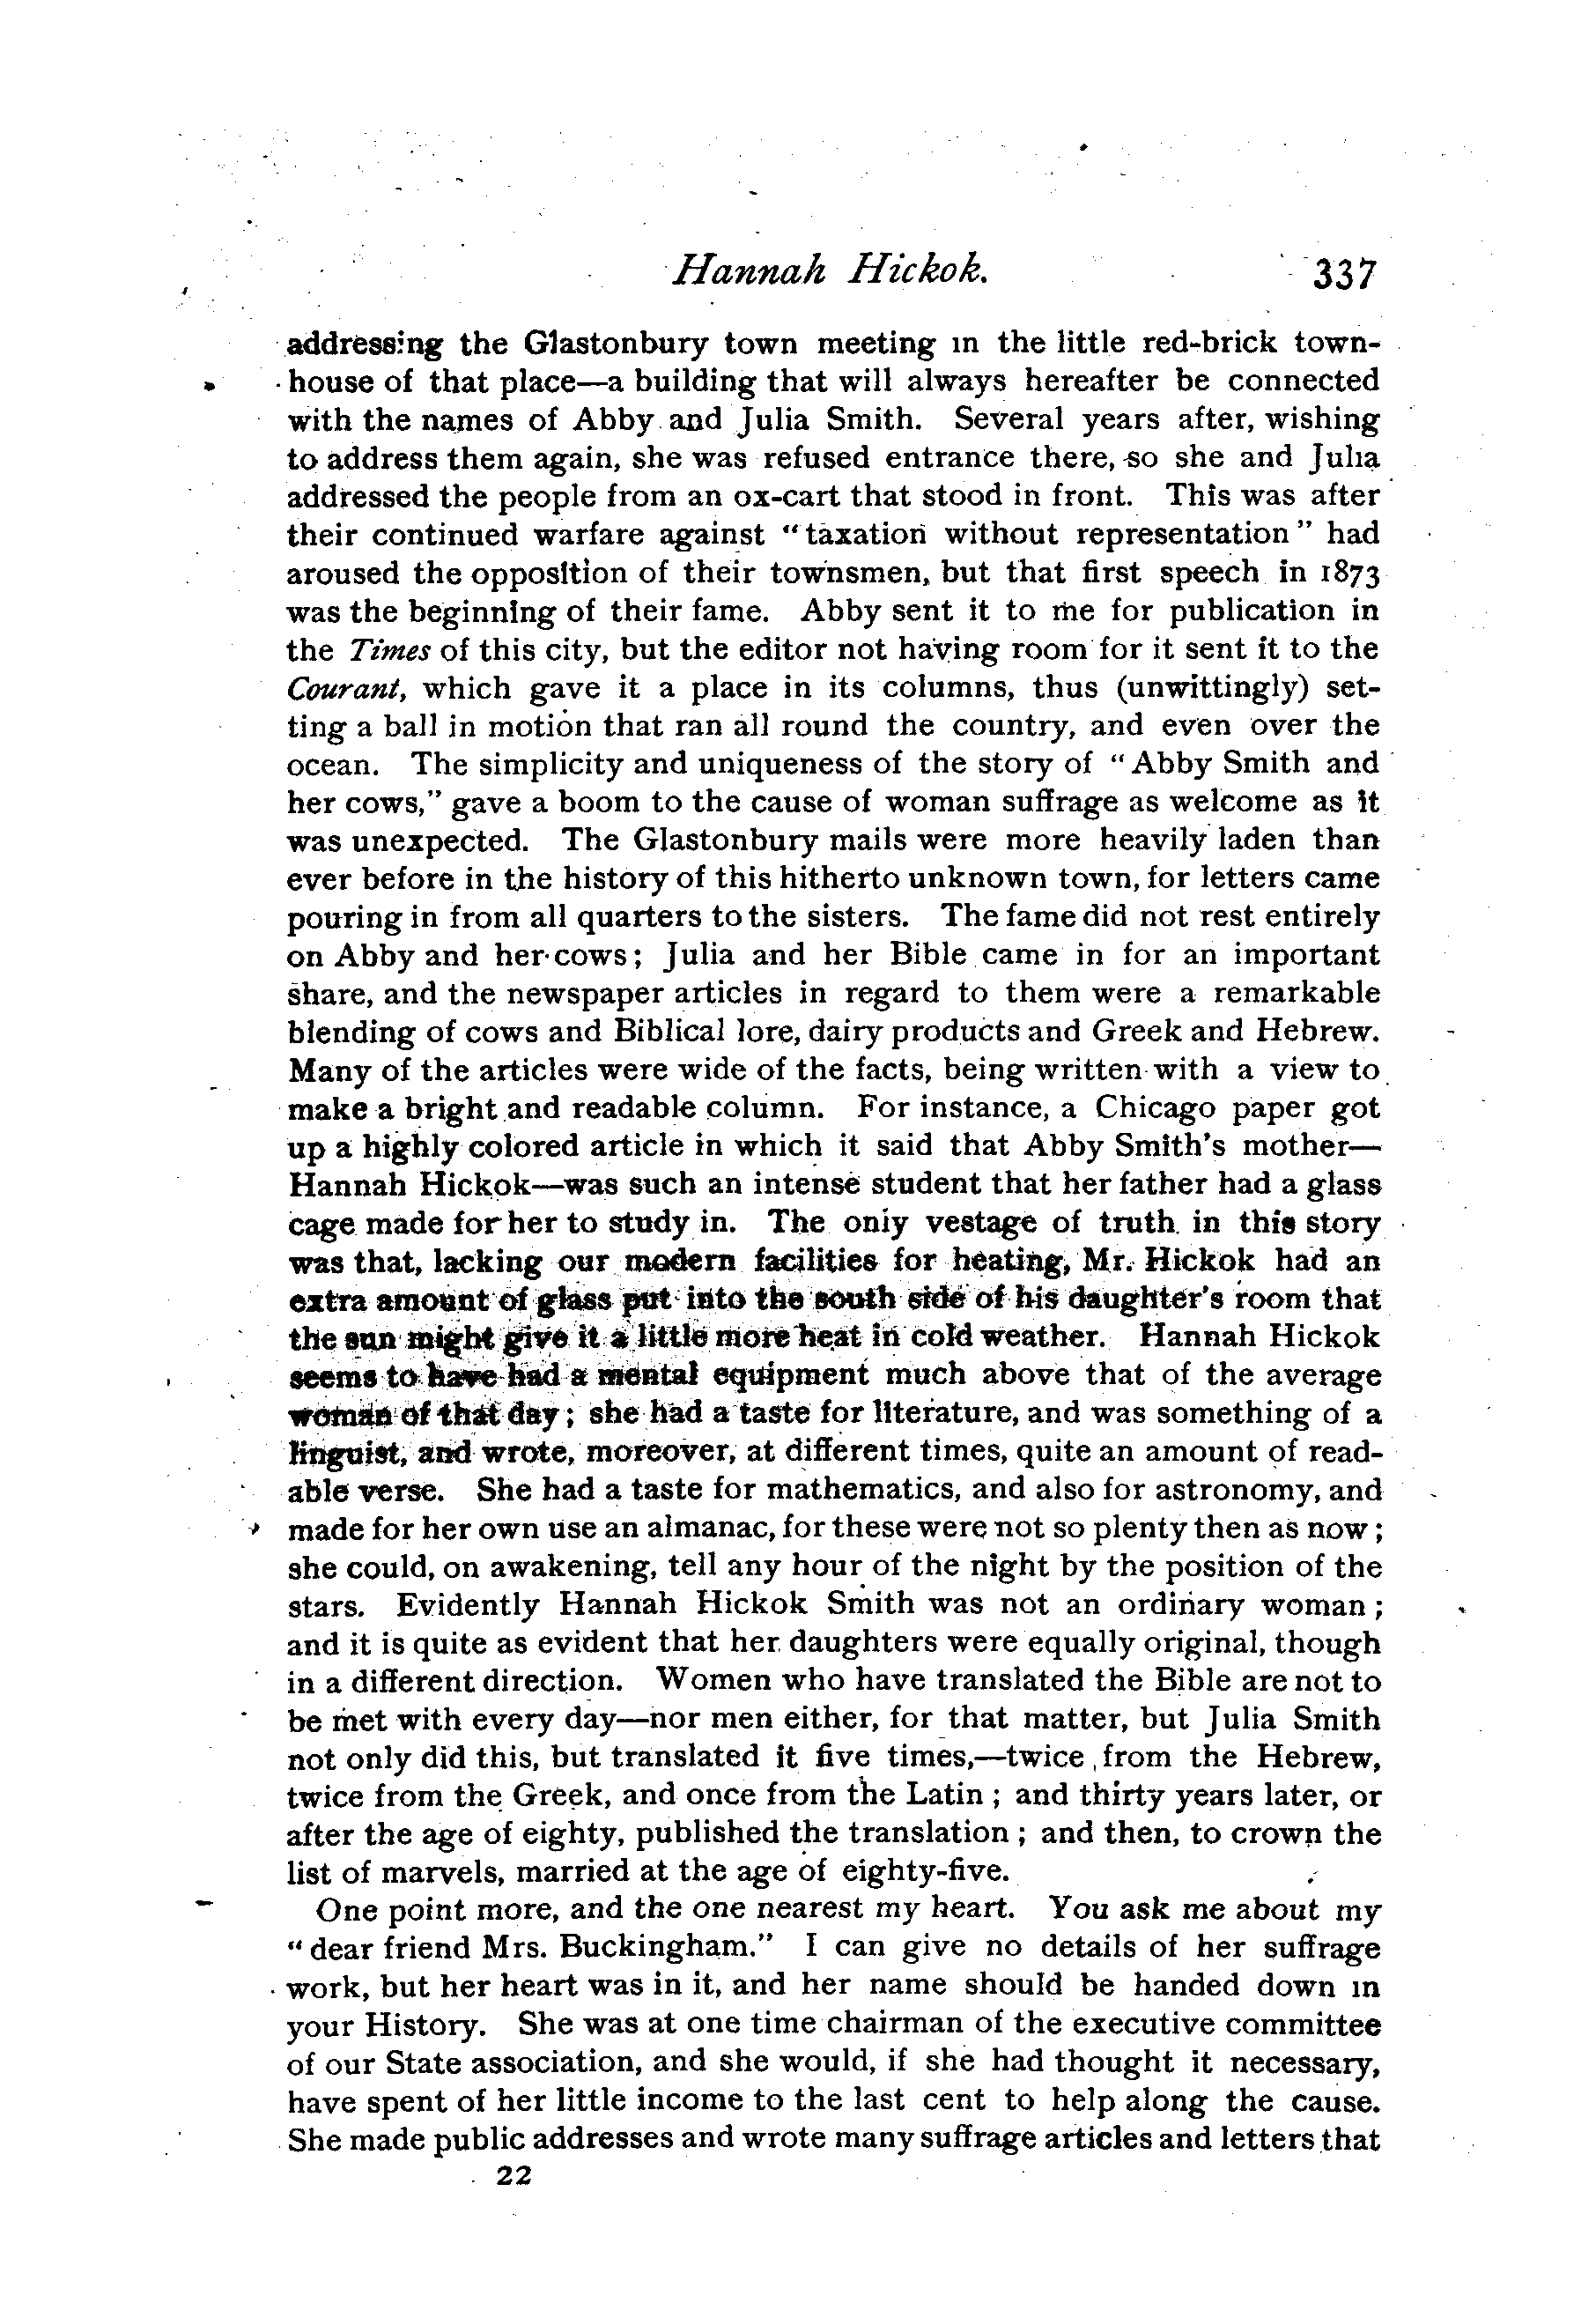 Hannah Hickok. 337
addressing the Glastonbury town meeting in the little red-brick town-
house of that place—a building that will always hereafter be connected
with the names of Abby and Julia Smith. Several years after, wishing
to address them again, she was refused entrance there, so she and Julia
addressed the people from an ox-cart that stood in front. This was after
their continued warfare against "taxation without representation" had
aroused the opposition of their townsmen, but that first speech in 1873
was the beginning of their fame. Abby sent it to me for publication in
the Times of this city, but the editor not having room for it sent it to the
Courant, which gave it a place in its columns, thus (unwittingly) set-
ting a ball in motion that ran all round the country, and even over the
ocean. The simplicity and uniqueness of the story of "Abby Smith and
her cows," gave a boom to the cause of woman suffrage as welcome as it
was unexpected. The Glastonbury mails were more heavily laden than
ever before in the history of this hitherto unknown town, for letters came
pouring in from all quarters to the sisters. The fame did not rest entirely
on Abby and her cows; Julia and her Bible came in for an important
share, and the newspaper articles in regard to them were a remarkable
blending of cows and Biblical lore, dairy products and Greek and Hebrew.
Many of the articles were wide of the facts, being written with a view to
make a bright and readable column. For instance, a Chicago paper got
up a highly colored article in which it said that Abby Smith's mother—
Hannah Hickok—was such an intense student that her father had a glass
cage made for her to study in. The only vestage of truth in this story
was that, lacking our modern facilities for heating, Mr. Hickok had an
extra amount of glass put into the south side of his daughter's room that
the sun might give it a little more heat in cold weather. Hannah Hickok
seems to have had a mental equipment much above that of the average
woman of that day; she had a taste for literature, and was something of a
linguist, and wrote, moreover, at different times, quite an amount of read-
able verse. She had a taste for mathematics, and also for astronomy, and
made for her own use an almanac, for these were not so plenty then as now;
she could, on awakening, tell any hour of the night by the position of the
stars. Evidently Hannah Hickok Smith was not an ordinary woman;
and it is quite as evident that her daughters were equally original, though
in a different direction. Women who have translated the Bible are not to
be met with every day—nor men either, for that matter, but Julia Smith
not only did this, but translated it five times,—twice from the Hebrew,
twice from the Greek, and once from the Latin; and thirty years later, or
after the age of eighty, published the translation; and then, to crown the
list of marvels, married at the age of eighty-five.
One point more, and the one nearest my heart. You ask me about my
"dear friend Mrs. Buckingham." I can give no details of her suffrage
work, but her heart was in it, and her name should be handed down in
your History. She was at one time chairman of the executive committee
of our State association, and she would, if she had thought it necessary,
have spent of her little income to the last cent to help along the cause.
She made public addresses and wrote many suffrage articles and letters that
22